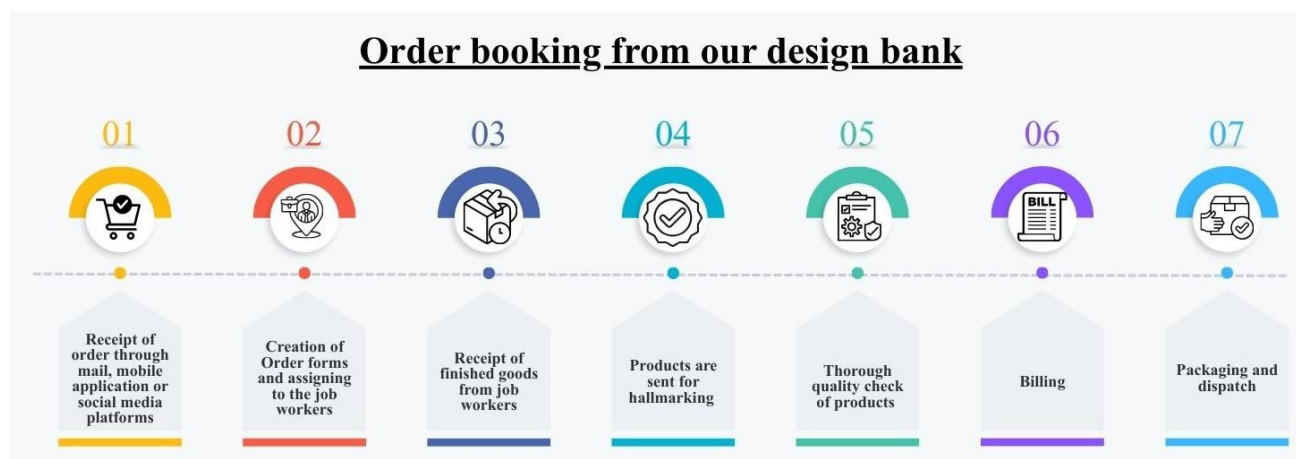 Order booking from our design bank
01
02
03
04
05
06
07
BILL
Receipt of
order through
mail, mobile
application or
social media
platforms
Creation of
Order forms
and assigning
to the job
workers
Receipt of
finished goods
from job
workers
Products are
sent for
hallmarking
Thorough
quality check
of products
Billing
Packaging and
dispatch